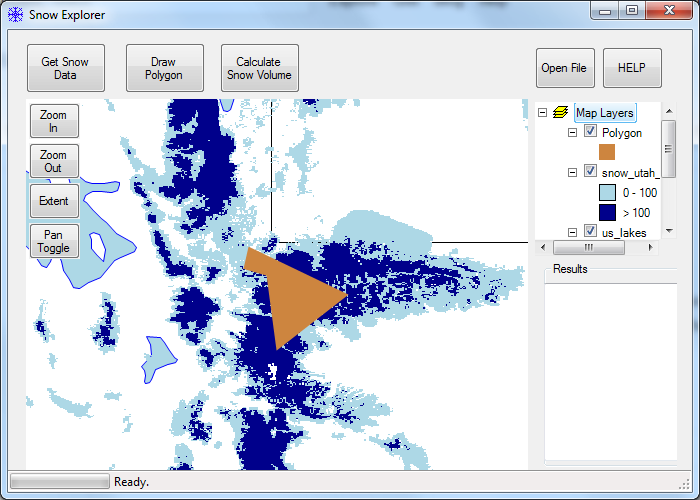 Snow Explorer
Get Snow
Data
Draw
Polygon
Calculate
Snow Volume
Open File
HELP
Zoom
In
Zoom
Out
Extent
Pan
Toggle
Map Layers
Polygon
snow_utah_
0 - 100
> 100
us_lakes
Results
Ready.